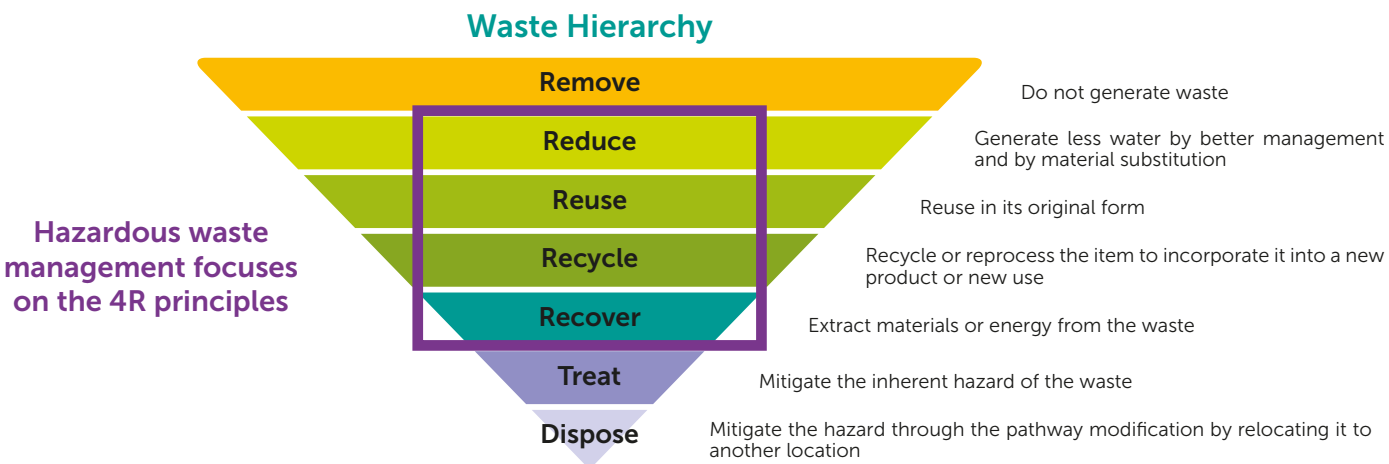 Waste Hierarchy
Remove
Do not generate waste
Reduce
Generate less water by better management
and by material substitution
Reuse
Reuse in its original form
Hazardous waste
management focuses
on the 4R principles
Recycle
Recycle or reprocess the item to incorporate it into a new
product or new use
Recover
Extract materials or energy from the waste
Treat
Mitigate the inherent hazard of the waste
Dispose
Mitigate the hazard through the pathway modification by relocating it to
another location